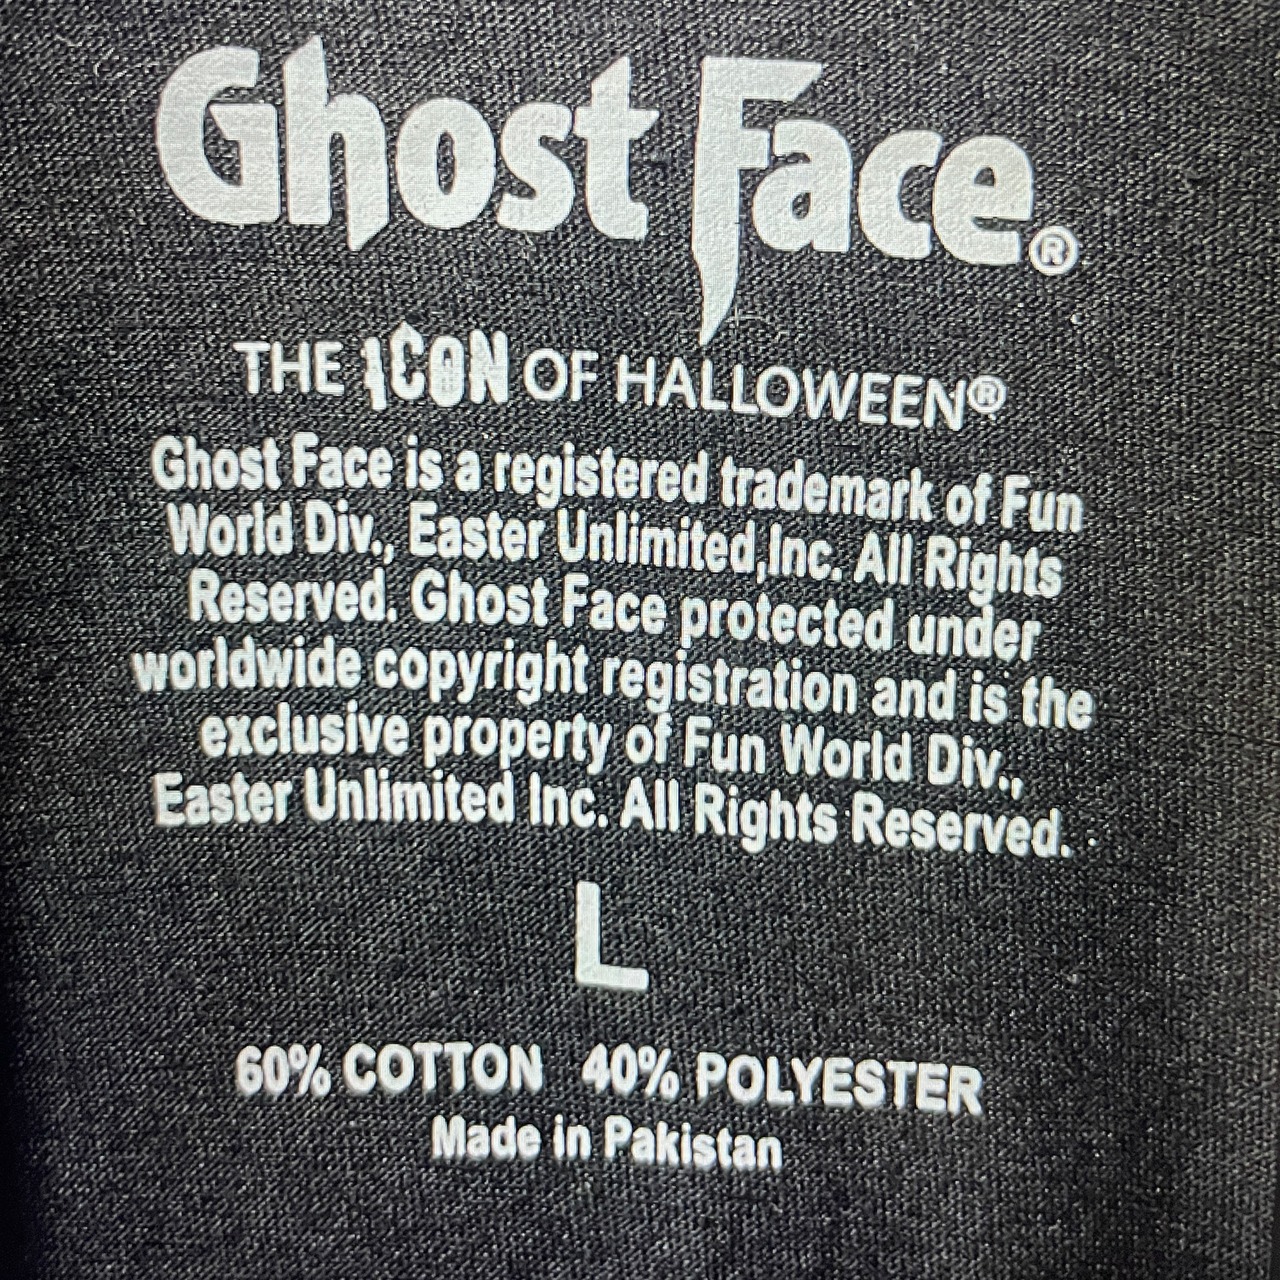 Ghost Face®
THE ICON OF HALLOWEEN®
Ghost Face is a registered trademark of Fun
World Div., Easter Unlimited,Inc. All Rights
Reserved. Ghost Face protected under
worldwide copyright registration and is the
exclusive property of Fun World Div.,
Easter Unlimited Inc. All Rights Reserved.
L
60% COTTON 40% POLYESTER
Made in Pakistan